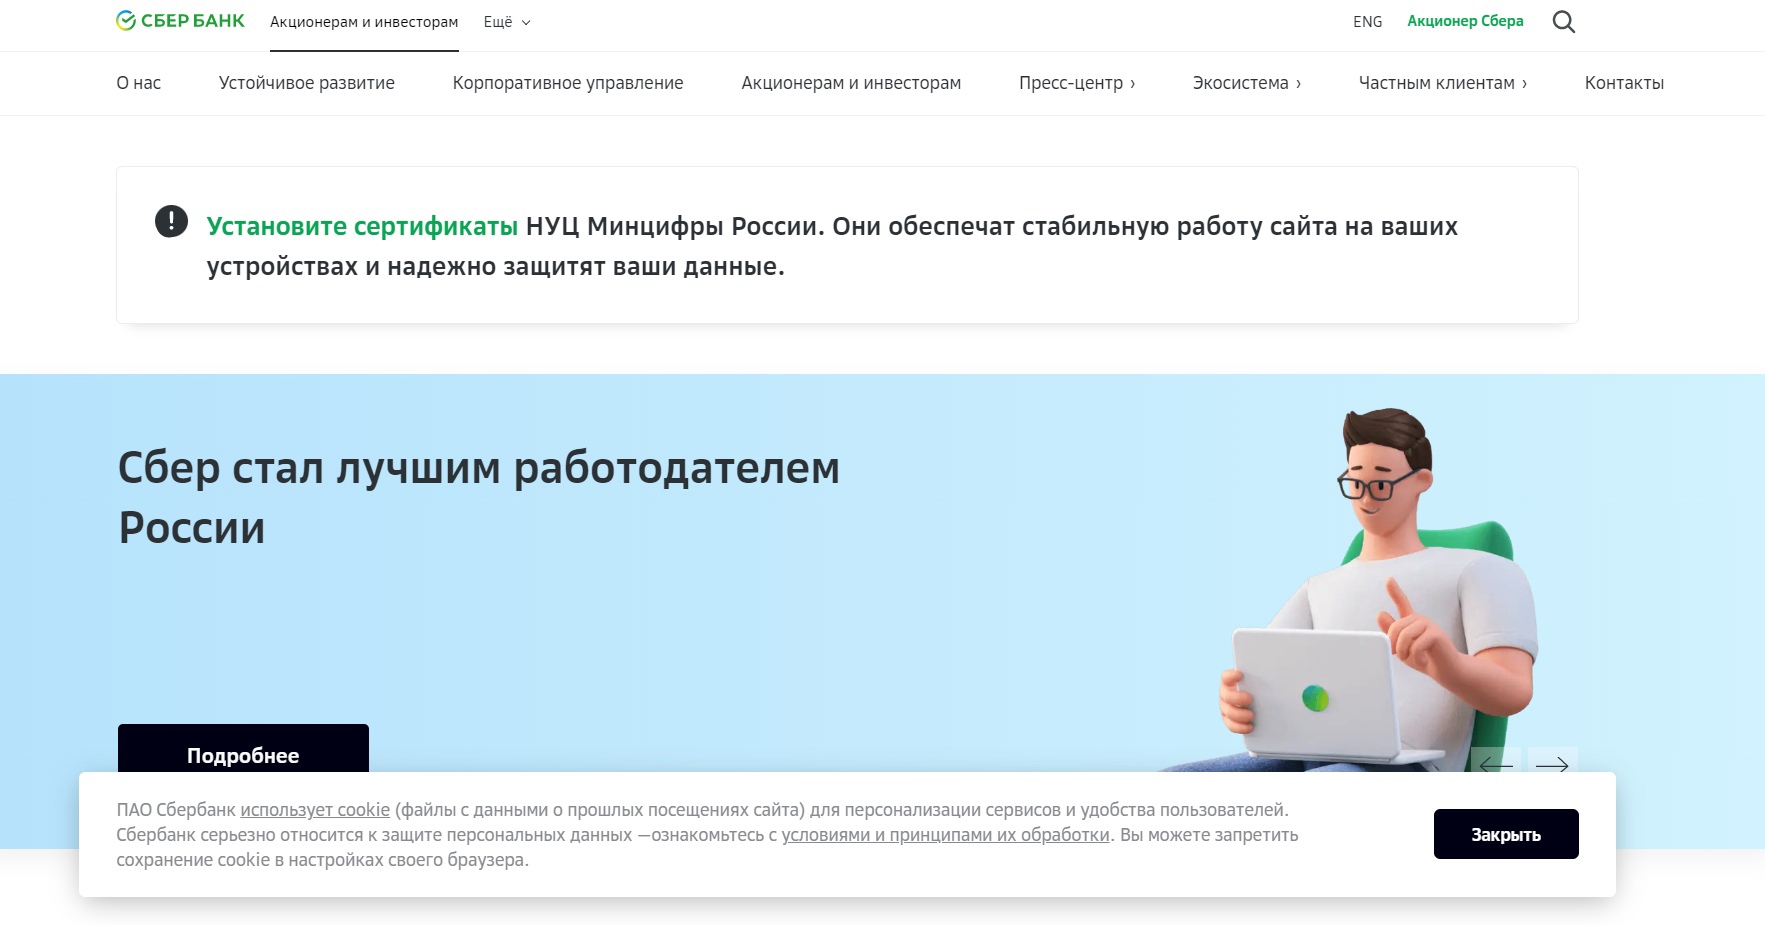 СБЕР БАНК
Акционерам и инвесторам
Ещё
ENG
Акционер Сбера
О нас
Устойчивое развитие
Корпоративное управление
Акционерам и инвесторам
Пресс-центр ›
Экосистема ›
Частным клиентам ›
Контакты
Установите сертификаты НУЦ Минцифры России. Они обеспечат стабильную работу сайта на ваших
устройствах и надежно защитят ваши данные.
Сбер стал лучшим работодателем
России
Подробнее
ПАО Сбербанк использует cookie (файлы с данными о прошлых посещениях сайта) для персонализации сервисов и удобства пользователей.
Сбербанк серьезно относится к защите персональных данных —ознакомьтесь с условиями и принципами их обработки. Вы можете запретить
сохранение cookie в настройках своего браузера.
Закрыть